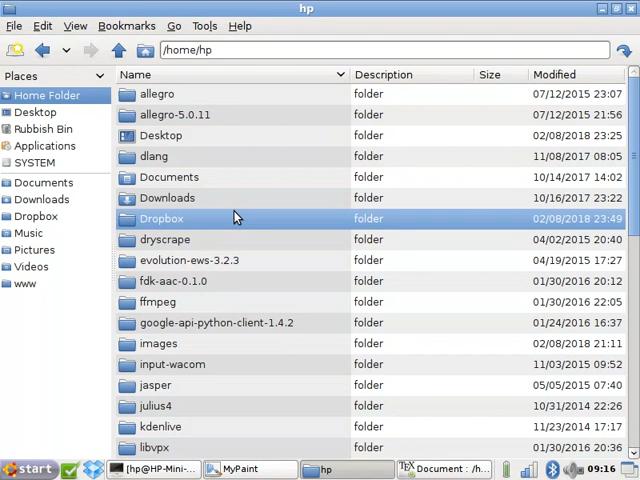 hp
File Edit View Bookmarks Go Tools Help
/home/hp
Places
Home Folder
Desktop
Rubbish Bin
Applications
SYSTEM
Documents
Downloads
Dropbox
Music
Pictures
Videos
www
Name Description Size Modified
allegro folder 07/12/2015 23:07
allegro-5.0.11 folder 07/12/2015 21:56
Desktop folder 02/08/2018 23:25
dlang folder 11/08/2017 08:05
Documents folder 10/14/2017 14:02
Downloads folder 10/16/2017 23:22
Dropbox folder 02/08/2018 23:49
dryscrape folder 04/02/2015 20:40
evolution-ews-3.2.3 folder 04/19/2015 17:27
fdk-aac-0.1.0 folder 01/30/2016 20:12
ffmpeg folder 01/30/2016 22:05
google-api-python-client-1.4.2 folder 01/24/2016 16:37
images folder 02/08/2018 21:11
input-wacom folder 11/03/2015 09:52
jasper folder 05/05/2015 07:40
julius4 folder 10/31/2014 22:26
kdenlive folder 11/23/2014 17:17
libvpx folder 01/30/2016 20:36
start [hp@HP-Mini-... MyPaint hp TEX Document : /h... 09:16